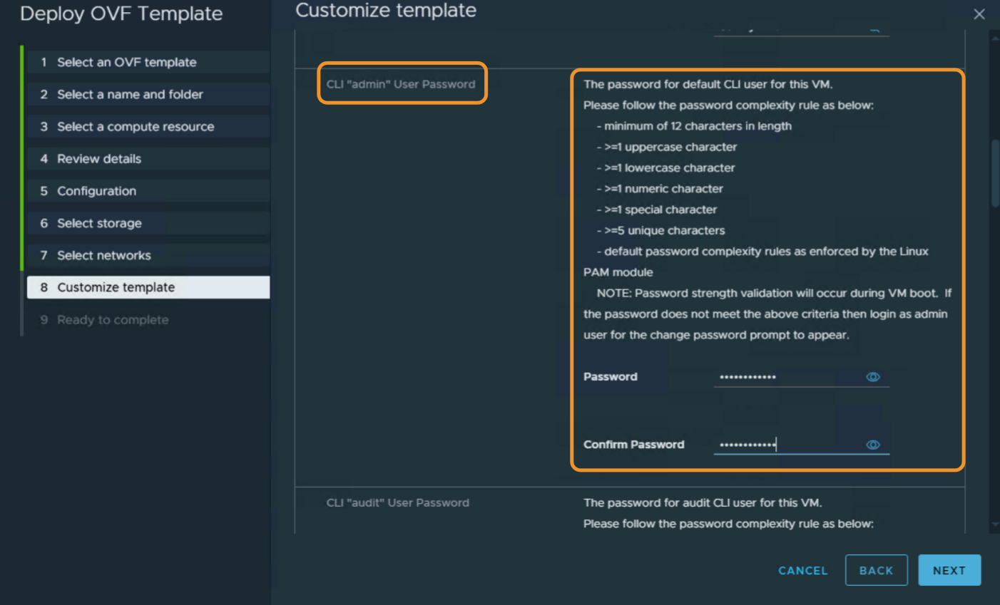 Deploy OVF Template
1 Select an OVF template
2 Select a name and folder
3 Select a compute resource
4 Review details
5 Configuration
6 Select storage
7 Select networks
8 Customize template
9 Ready to complete
Customize template
CLI "admin" User Password
The password for default CLI user for this VM.
Please follow the password complexity rule as below:
- minimum of 12 characters in length
- >=1 uppercase character
- >=1 lowercase character
- >=1 numeric character
- >=1 special character
- >=5 unique characters
- default password complexity rules as enforced by the Linux
PAM module
NOTE: Password strength validation will occur during VM boot. If
the password does not meet the above criteria then login as admin
user for the change password prompt to appear.
Password ••••••••••••
Confirm Password ••••••••••••
CLI "audit" User Password
The password for audit CLI user for this VM.
Please follow the password complexity rule as below:
CANCEL
BACK
NEXT